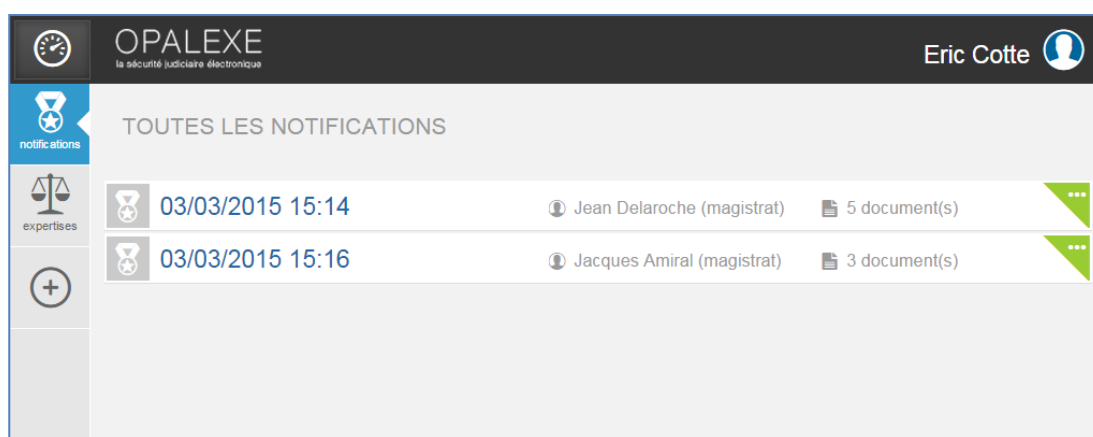 OPALEXE
la sécurité judiciaire électronique
Eric Cotte
notifications
TOUTES LES NOTIFICATIONS
03/03/2015 15:14 Jean Delaroche (magistrat) 5 document(s)
expertises
03/03/2015 15:16 Jacques Amiral (magistrat) 3 document(s)